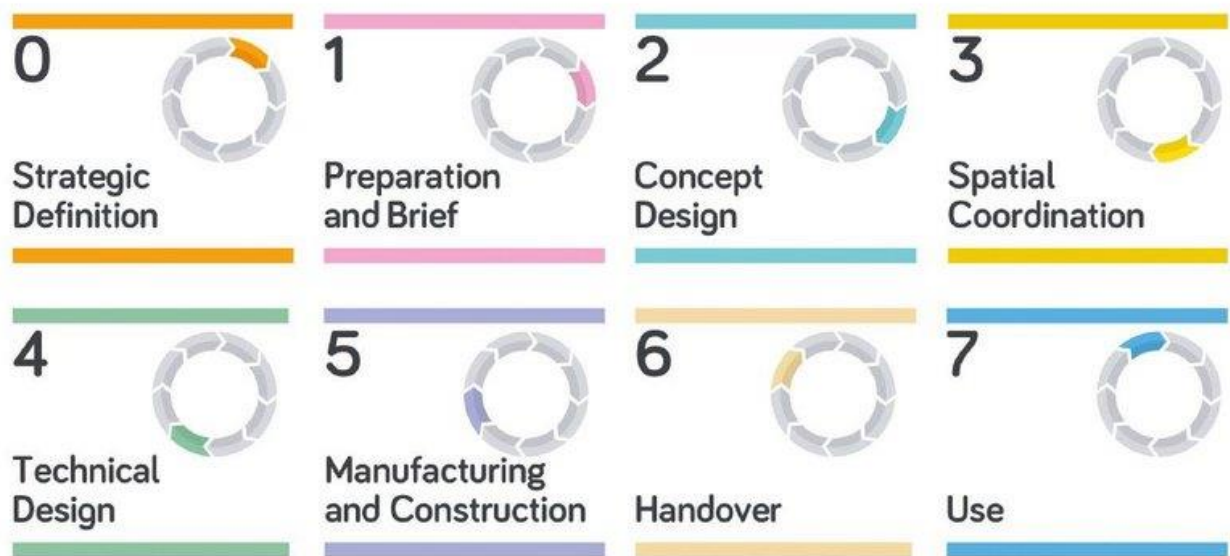 0
Strategic
Definition
1
Preparation
and Brief
2
Concept
Design
3
Spatial
Coordination
4
Technical
Design
5
Manufacturing
and Construction
6
Handover
7
Use